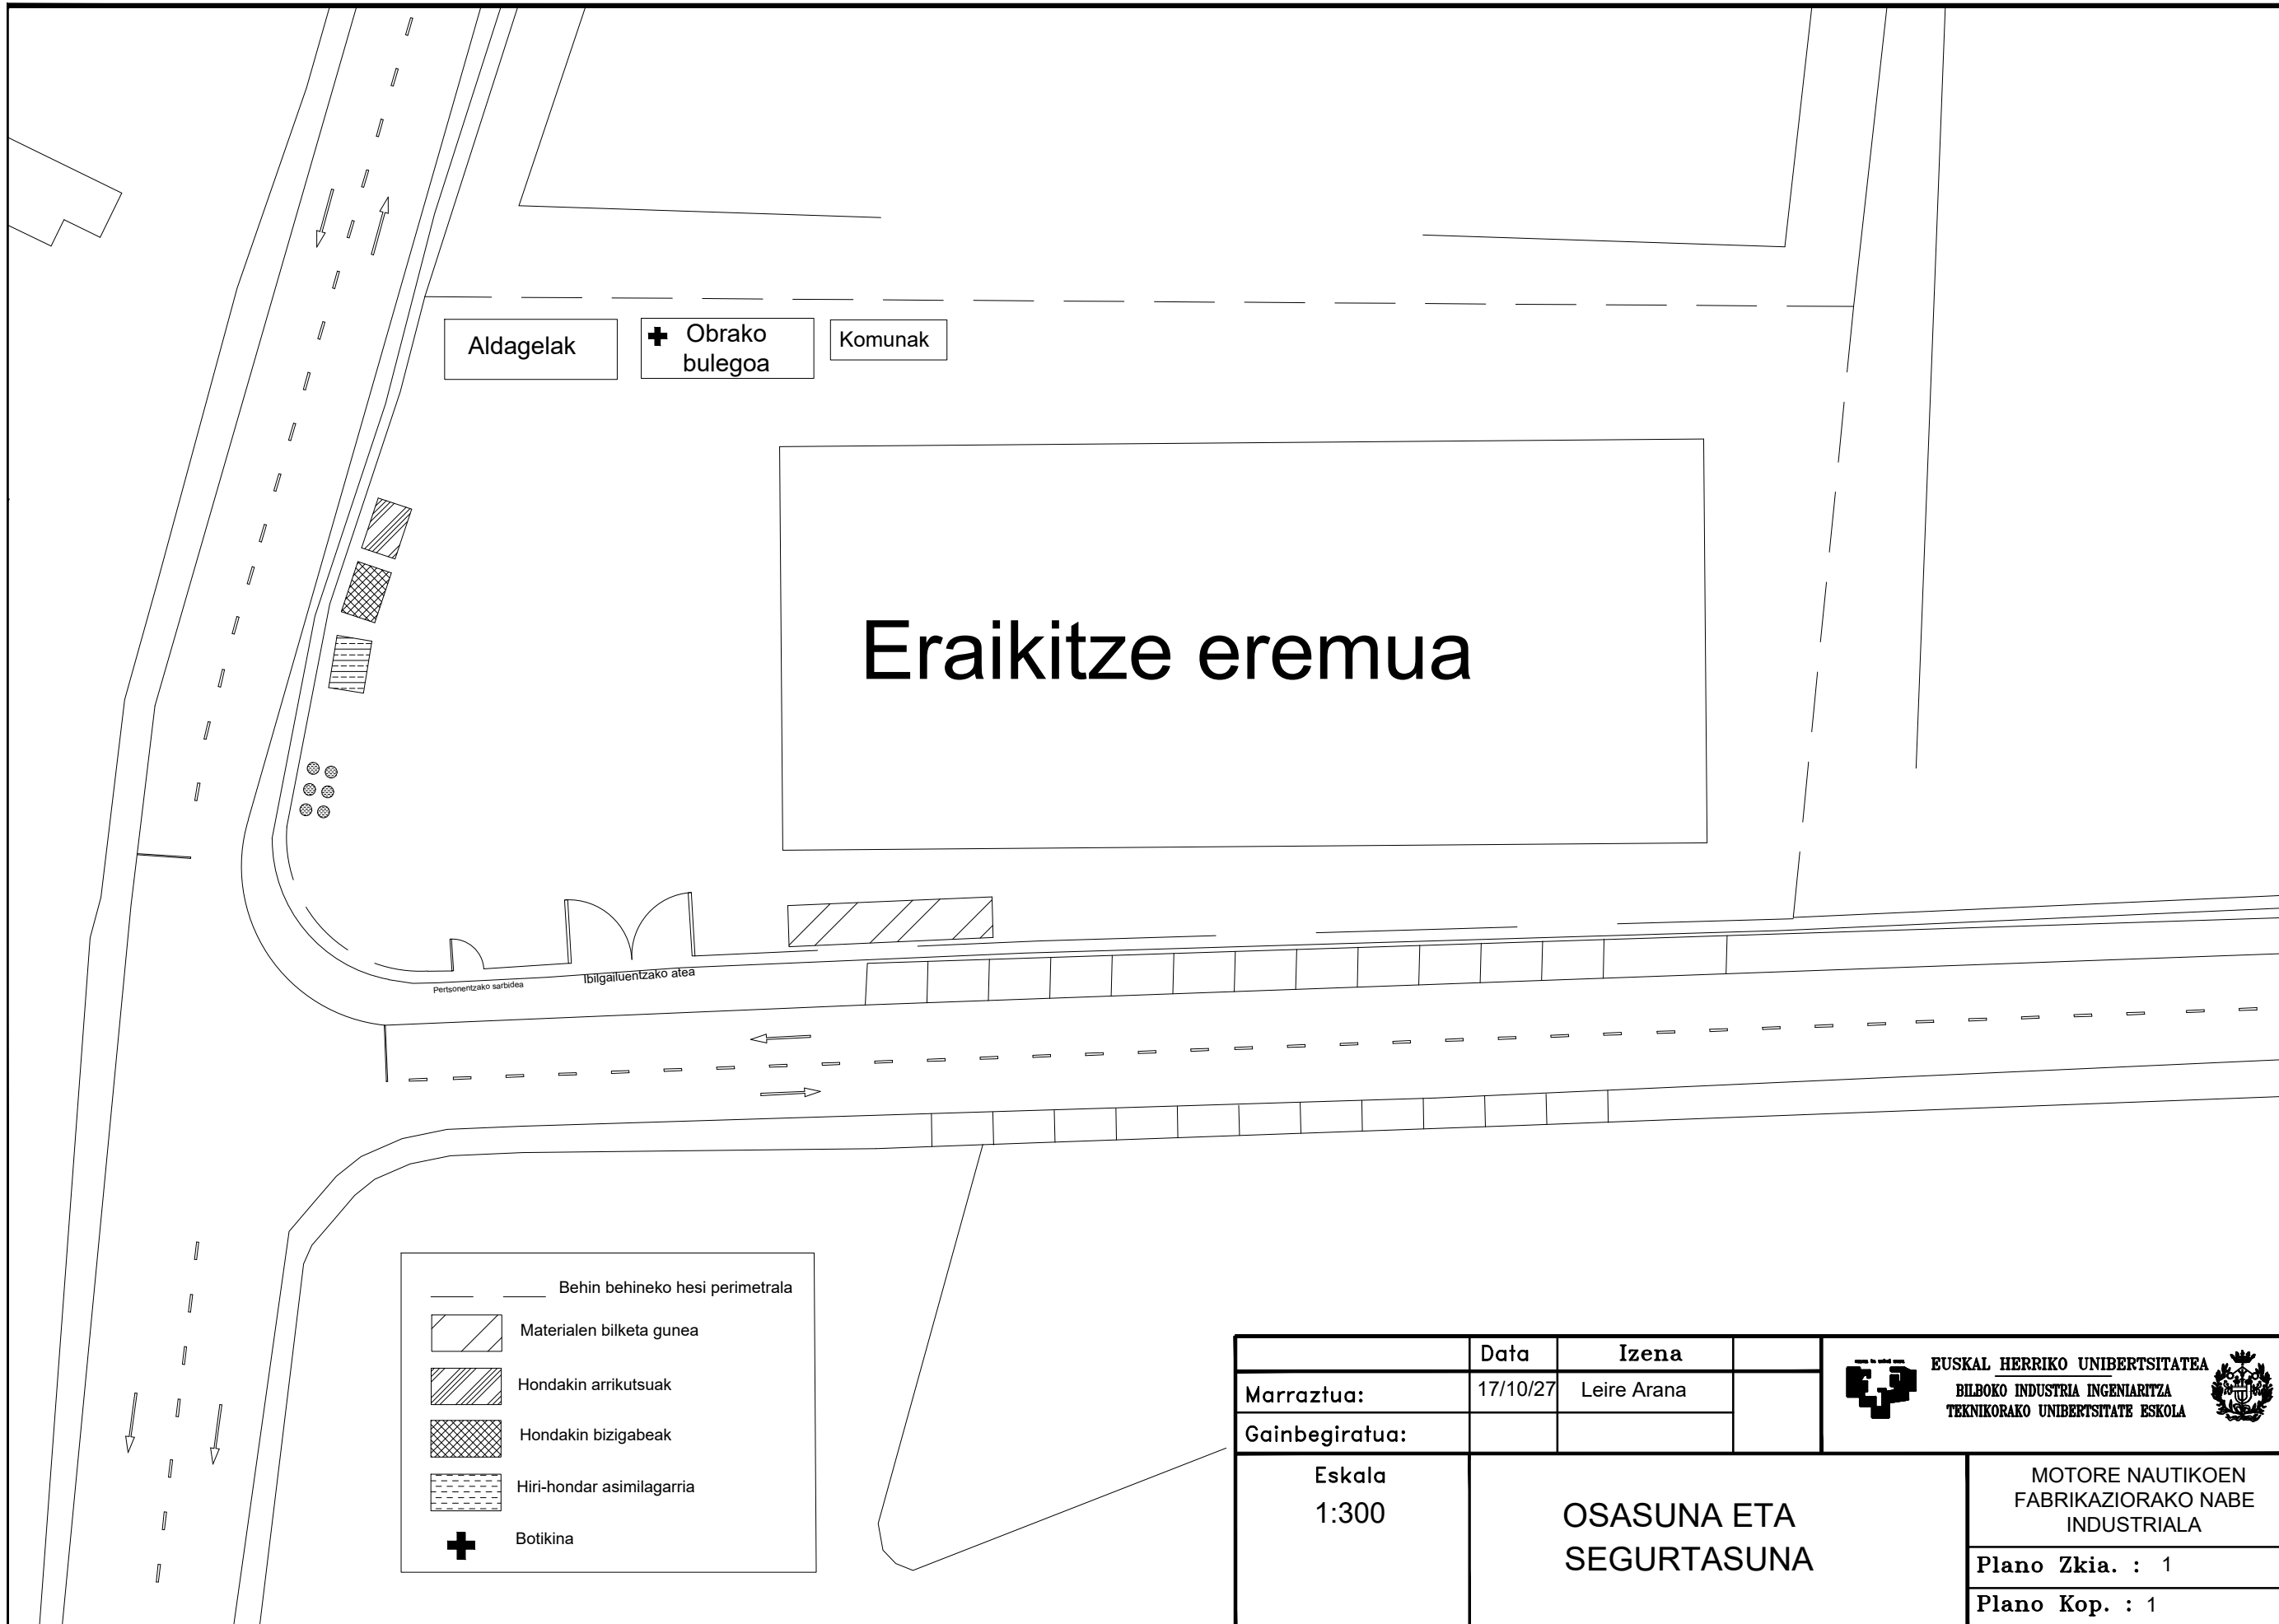 Aldagelak
Obrako
bulegoa
Komunak
Eraikitze eremua
Pertsonentzako sarbidea
Ibilgailuentzako atea
Behin behineko hesi perimetrala
Materialen bilketa gunea
Hondakin arrikutsuak
Hondakin bizigabeak
Hiri-hondar asimilagarria
Botikina
Data Izena
Marraztua: 17/10/27 Leire Arana
Gainbegiratua:
EUSKAL HERRIKO UNIBERTSITATEA
BILBOKO INDUSTRIA INGENIARITZA
TEKNIKORAKO UNIBERTSITATE ESKOLA
Eskala
1:300
OSASUNA ETA
SEGURTASUNA
MOTORE NAUTIKOEN
FABRIKAZIORAKO NABE
INDUSTRIALA
Plano Zkia. : 1
Plano Kop. : 1